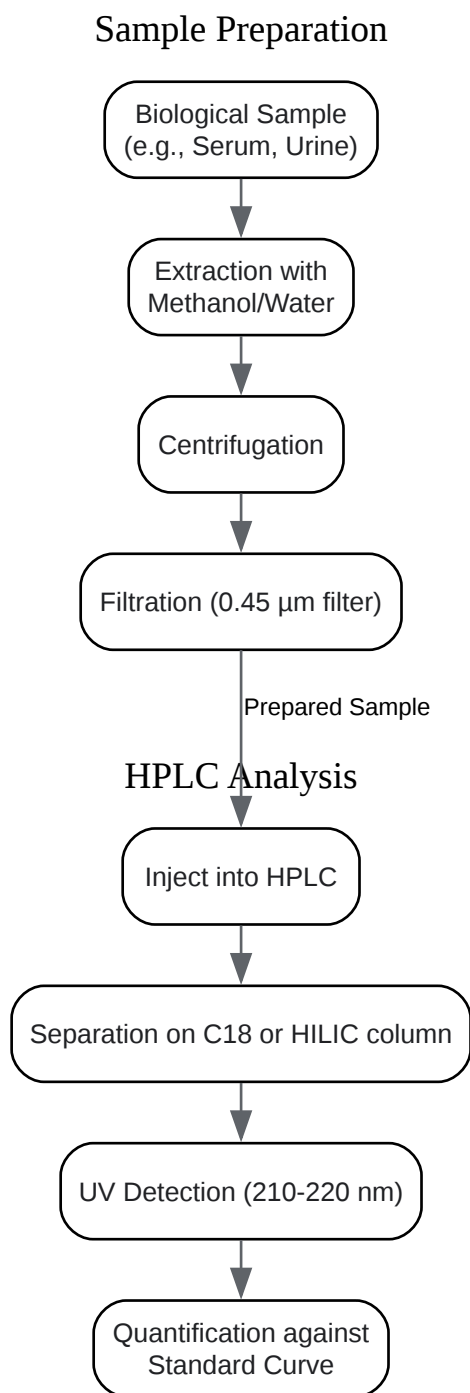 Sample Preparation
Biological Sample
(e.g., Serum, Urine)
Extraction with
Methanol/Water
Centrifugation
Filtration (0.45 µm filter)
Prepared Sample
HPLC Analysis
Inject into HPLC
Separation on C18 or HILIC column
UV Detection (210-220 nm)
Quantification against
Standard Curve